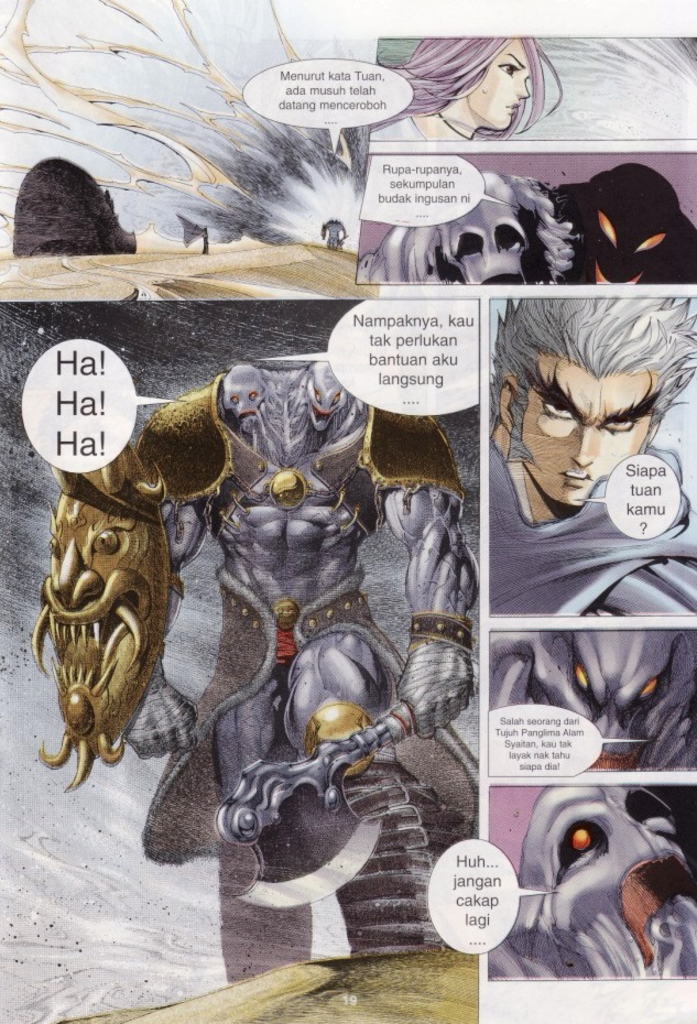 Menurut kata Tuan,
ada musuh telah
datang menceroboh
....
Rupa-rupanya,
sekumpulan
budak ingusan ni
....
Ha!
Ha!
Ha!
Nampaknya, kau
tak perlukan
bantuan aku
langsung
....
Siapa
tuan
kamu
?
Salah seorang dari
Tujuh Panglima Alam
Syaitan, kau tak
layak nak tahu
siapa dia!
Huh...
jangan
cakap
lagi
....
19